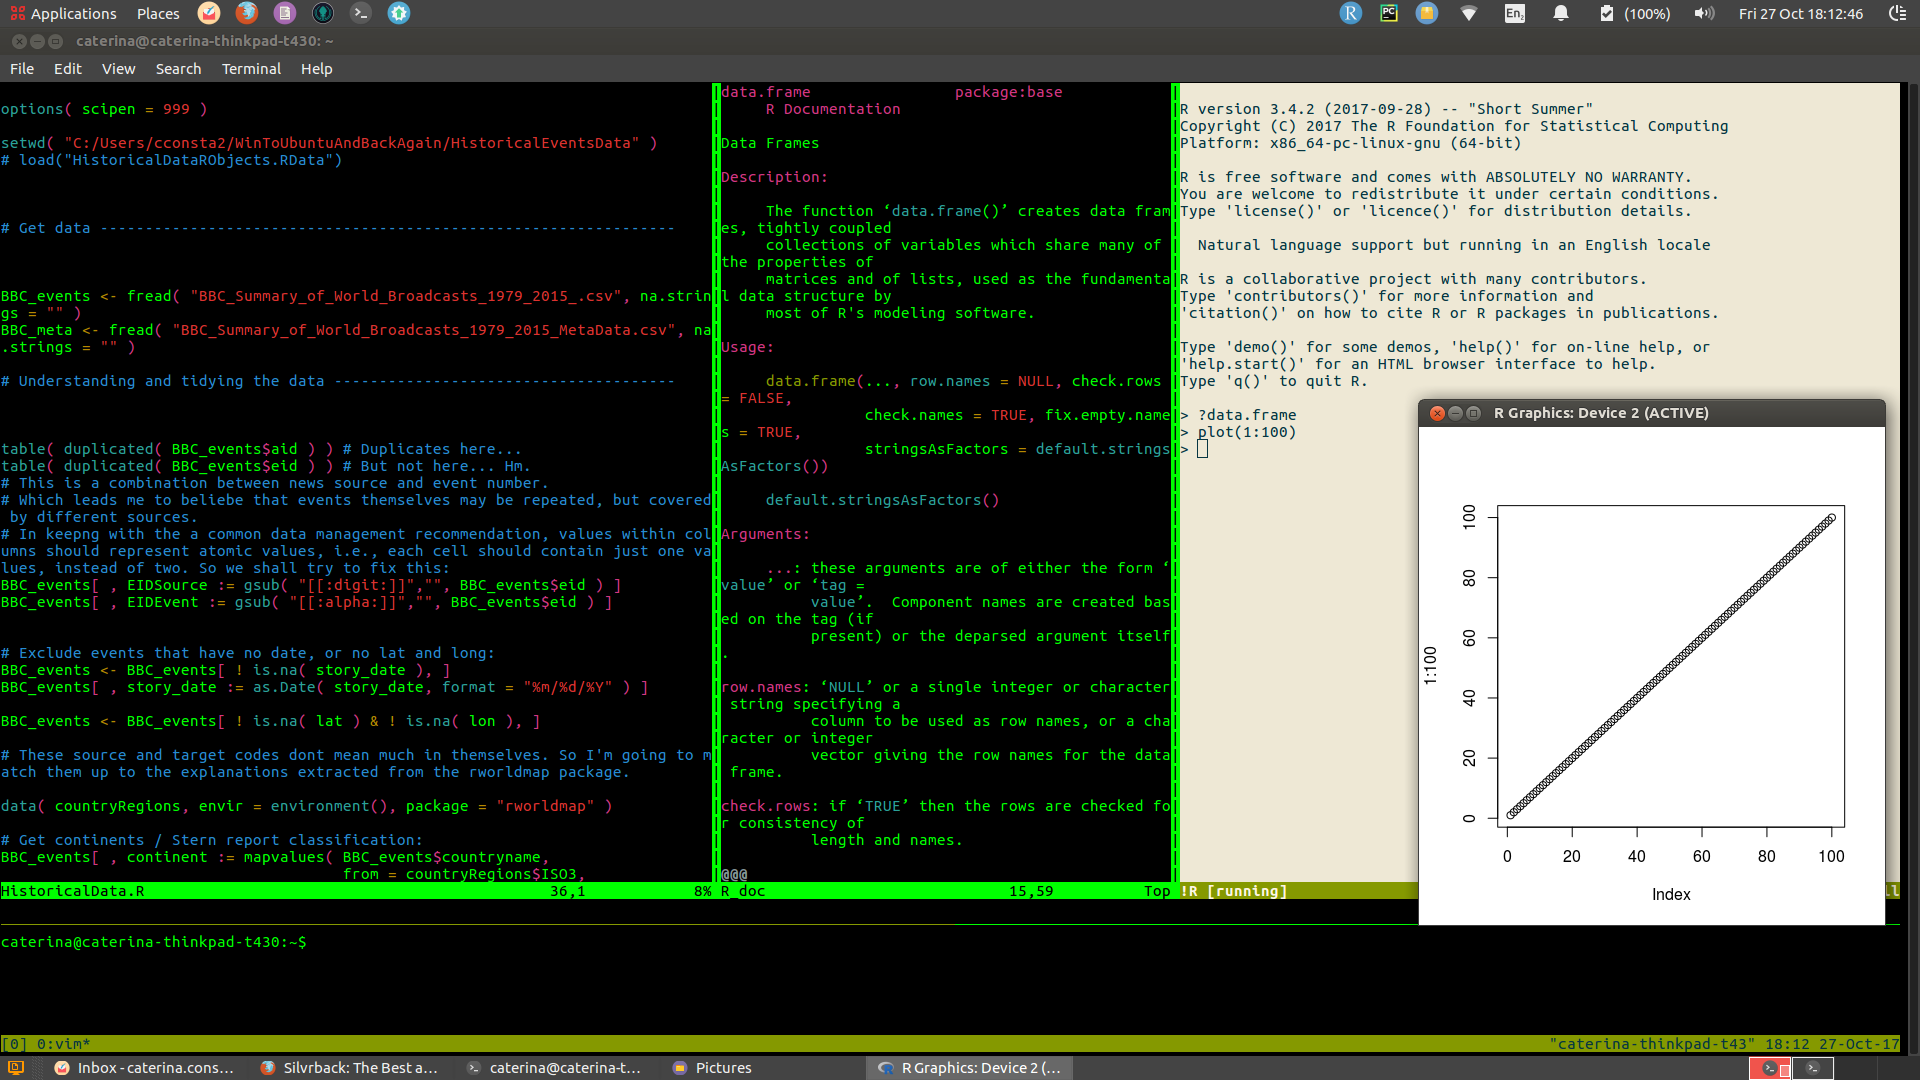 Applications Places
En2 (100%) Fri 27 Oct 18:12:46
caterina@caterina-thinkpad-t430: ~
File Edit View Search Terminal Help
options( scipen = 999 )
setwd( "C:/Users/cconsta2/WinToUbuntuAndBackAgain/HistoricalEventsData" )
# load("HistoricalDataRObjects.RData")
# Get data ----------------------------------------------------------------
BBC_events <- fread( "BBC_Summary_of_World_Broadcasts_1979_2015_.csv", na.strin
gs = "" )
BBC_meta <- fread( "BBC_Summary_of_World_Broadcasts_1979_2015_MetaData.csv", na
.strings = "" )
# Understanding and tidying the data --------------------------------------
table( duplicated( BBC_events$aid ) ) # Duplicates here...
table( duplicated( BBC_events$eid ) ) # But not here... Hm.
# This is a combination between news source and event number.
# Which leads me to beliebe that events themselves may be repeated, but covered
by different sources.
# In keepng with the a common data management recommendation, values within col
umns should represent atomic values, i.e., each cell should contain just one va
lues, instead of two. So we shall try to fix this:
BBC_events[ , EIDSource := gsub( "[[:digit:]]","", BBC_events$eid ) ]
BBC_events[ , EIDEvent := gsub( "[[:alpha:]]","", BBC_events$eid ) ]
# Exclude events that have no date, or no lat and long:
BBC_events <- BBC_events[ ! is.na( story_date ), ]
BBC_events[ , story_date := as.Date( story_date, format = "%m/%d/%Y" ) ]
BBC_events <- BBC_events[ ! is.na( lat ) & ! is.na( lon ), ]
# These source and target codes dont mean much in themselves. So I'm going to m
atch them up to the explanations extracted from the rworldmap package.
data( countryRegions, envir = environment(), package = "rworldmap" )
# Get continents / Stern report classification:
BBC_events[ , continent := mapvalues( BBC_events$countryname,
from = countryRegions$ISO3,
HistoricalData.R 36,1 8%
data.frame package:base
R Documentation
Data Frames
Description:
The function ‘data.frame()’ creates data fram
es, tightly coupled
collections of variables which share many of
the properties of
matrices and of lists, used as the fundamenta
l data structure by
most of R's modeling software.
Usage:
data.frame(..., row.names = NULL, check.rows
= FALSE,
check.names = TRUE, fix.empty.name
s = TRUE,
stringsAsFactors = default.strings
AsFactors())
default.stringsAsFactors()
Arguments:
...: these arguments are of either the form ‘
value’ or ‘tag =
value’.  Component names are created bas
ed on the tag (if
present) or the deparsed argument itself
.
row.names: ‘NULL’ or a single integer or character
string specifying a
column to be used as row names, or a cha
racter or integer
vector giving the row names for the data
frame.
check.rows: if ‘TRUE’ then the rows are checked fo
r consistency of
length and names.
@@@
R_doc 15,59 Top
R version 3.4.2 (2017-09-28) -- "Short Summer"
Copyright (C) 2017 The R Foundation for Statistical Computing
Platform: x86_64-pc-linux-gnu (64-bit)
R is free software and comes with ABSOLUTELY NO WARRANTY.
You are welcome to redistribute it under certain conditions.
Type 'license()' or 'licence()' for distribution details.
Natural language support but running in an English locale
R is a collaborative project with many contributors.
Type 'contributors()' for more information and
'citation()' on how to cite R or R packages in publications.
Type 'demo()' for some demos, 'help()' for on-line help, or
'help.start()' for an HTML browser interface to help.
Type 'q()' to quit R.
> ?data.frame
> plot(1:100)
>
!R [running]
R Graphics: Device 2 (ACTIVE)
100
80
60
40
20
0
1:100
0 20 40 60 80 100
Index
caterina@caterina-thinkpad-t430:~$
[0] 0:vim* "caterina-thinkpad-t43" 18:12 27-Oct-17
Inbox - caterina.cons... Silvrback: The Best a... caterina@caterina-t... Pictures R Graphics: Device 2 (...